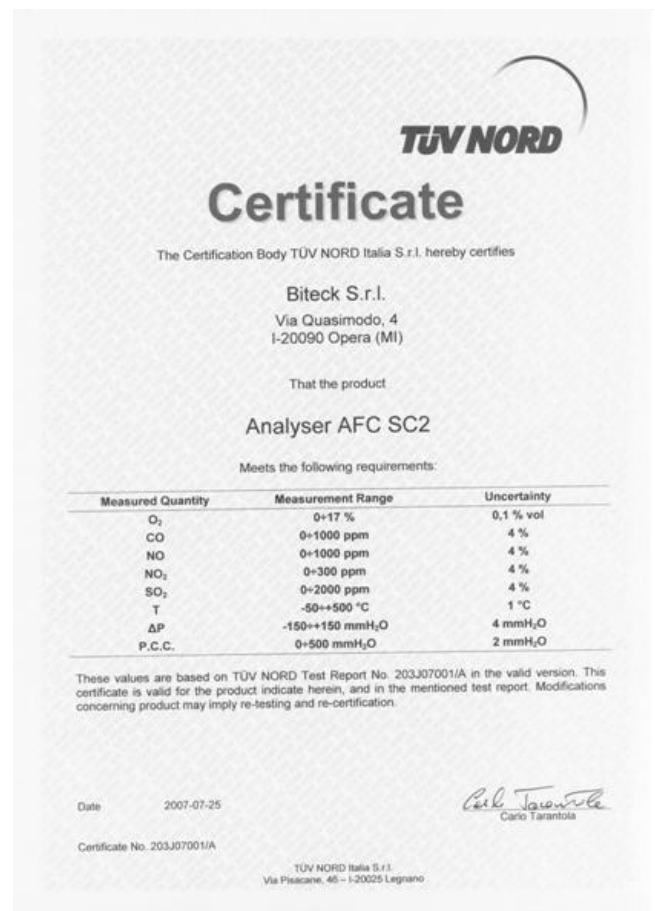 TÜV NORD
Certificate
The Certification Body TÜV NORD Italia S.r.l. hereby certifies
Biteck S.r.l.
Via Quasimodo, 4
I-20090 Opera (MI)
That the product
Analyser AFC SC2
Meets the following requirements:
Measured Quantity Measurement Range Uncertainty
O₂ 0÷17 % 0,1 % vol
CO 0÷1000 ppm 4 %
NO 0÷1000 ppm 4 %
NO₂ 0÷300 ppm 4 %
SO₂ 0÷2000 ppm 4 %
T -50÷+500 °C 1 °C
ΔP -150÷+150 mmH₂O 4 mmH₂O
P.C.C. 0÷500 mmH₂O 2 mmH₂O
These values are based on TÜV NORD Test Report No. 203J07001/A in the valid version. This
certificate is valid for the product indicate herein, and in the mentioned test report. Modifications
concerning product may imply re-testing and re-certification.
Date 2007-07-25
Carlo Tarantola
Carlo Tarantola
Certificate No. 203J07001/A
TÜV NORD Italia S.r.l.
Via Pisacane, 46 – I-20025 Legnano